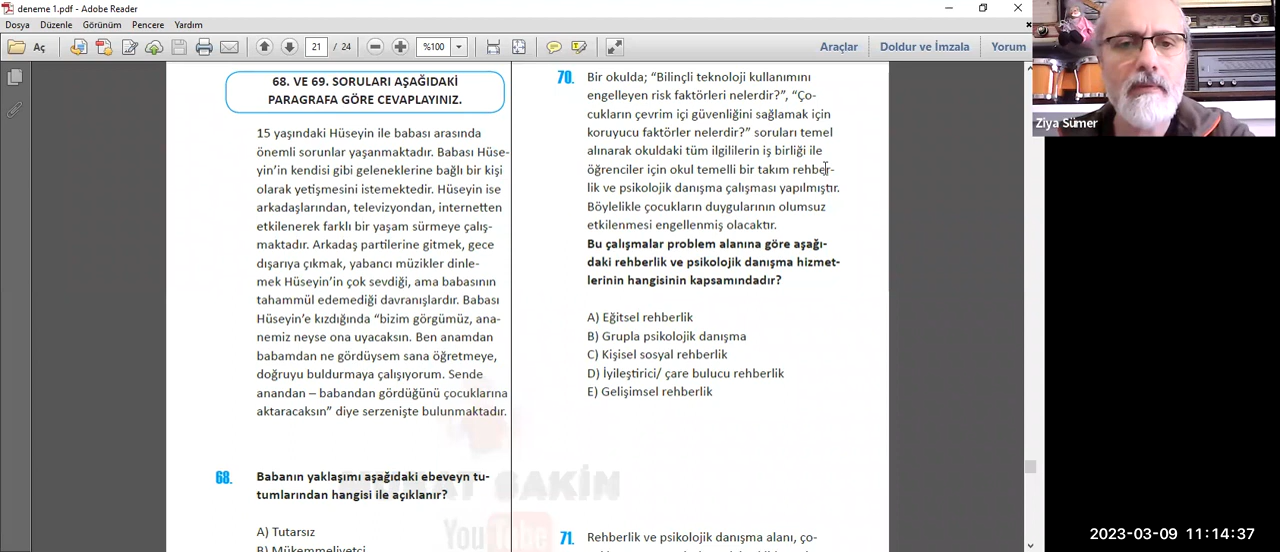 deneme 1.pdf - Adobe Reader
Dosya Düzenle Görünüm Pencere Yardım
Aç
21 / 24
%100
Araçlar
Doldur ve İmzala
Yorum
68. VE 69. SORULARI AŞAĞIDAKİ
PARAGRAFA GÖRE CEVAPLAYINIZ.
15 yaşındaki Hüseyin ile babası arasında
önemli sorunlar yaşanmaktadır. Babası Hüse-
yin’in kendisi gibi geleneklerine bağlı bir kişi
olarak yetişmesini istemektedir. Hüseyin ise
arkadaşlarından, televizyondan, internetten
etkilenerek farklı bir yaşam sürmeye çalış-
maktadır. Arkadaş partilerine gitmek, gece
dışarıya çıkmak, yabancı müzikler dinle-
mek Hüseyin’in çok sevdiği, ama babasının
tahammül edemediği davranışlardır. Babası
Hüseyin’e kızdığında “bizim görgümüz, ana-
nemiz neyse ona uyacaksın. Ben anamdan
babamdan ne gördüysem sana öğretmeye,
doğruyu buldurmaya çalışıyorum. Sende
anandan – babandan gördüğünü çocuklarına
aktaracaksın” diye serzenişte bulunmaktadır.
68. Babanın yaklaşımı aşağıdaki ebeveyn tu-
tumlarından hangisi ile açıklanır?
A) Tutarsız
B) Mükemmeliyetçi
70. Bir okulda; “Bilinçli teknoloji kullanımını
engelleyen risk faktörleri nelerdir?”, “Ço-
cukların çevrim içi güvenliğini sağlamak için
koruyucu faktörler nelerdir?” soruları temel
alınarak okuldaki tüm ilgililerin iş birliği ile
öğrenciler için okul temelli bir takım rehber-
lik ve psikolojik danışma çalışması yapılmıştır.
Böylelikle çocukların duygularının olumsuz
etkilenmesi engellenmiş olacaktır.
Bu çalışmalar problem alanına göre aşağı-
daki rehberlik ve psikolojik danışma hizmet-
lerinin hangisinin kapsamındadır?
A) Eğitsel rehberlik
B) Grupla psikolojik danışma
C) Kişisel sosyal rehberlik
D) İyileştirici/ çare bulucu rehberlik
E) Gelişimsel rehberlik
71. Rehberlik ve psikolojik danışma alanı, ço-
SAKİN
YouTube
Ziya Sümer
2023-03-09 11:14:37